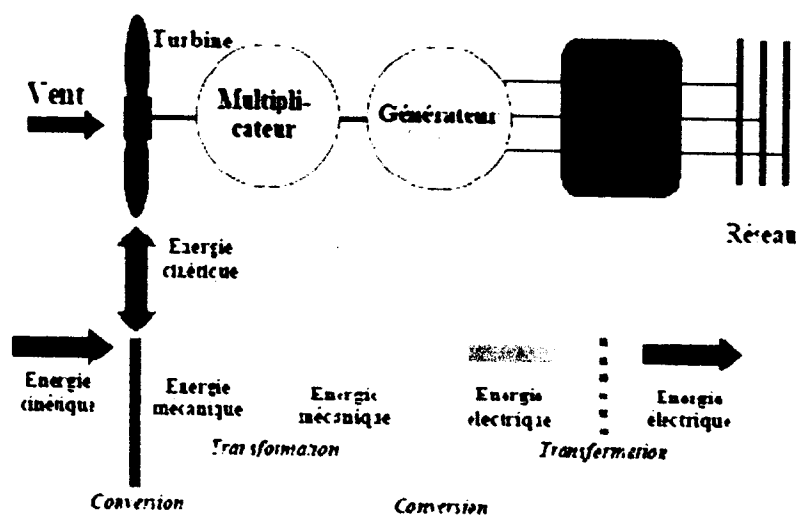 Turbine
Vent
Multipli-
cateur
Générateur
Réseau
Energie
cinétique
Energie
cinétique
Energie
mécanique
Energie
mécanique
Energie
électrique
Energie
électrique
Transformation
Transformation
Conversion
Conversion